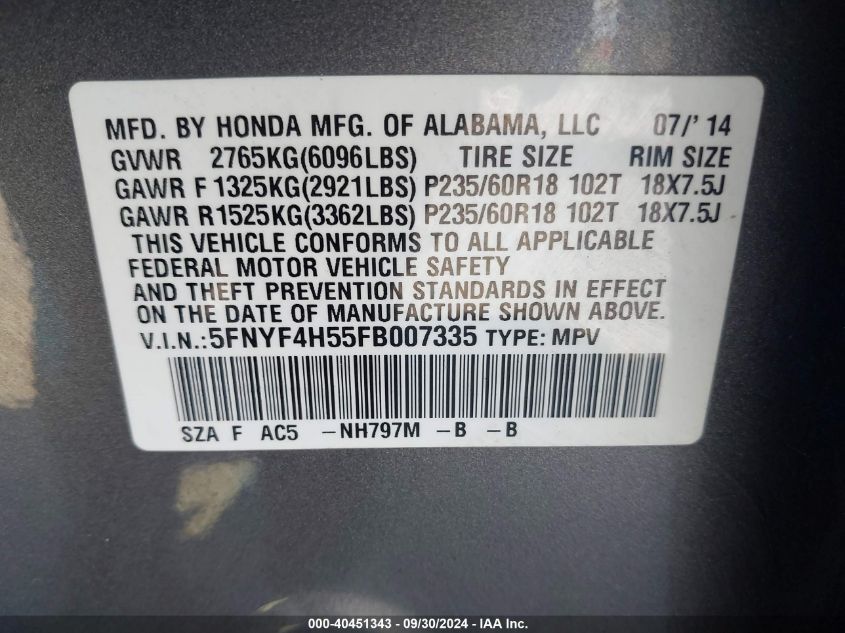 MFD. BY HONDA MFG. OF ALABAMA, LLC 07/' 14
GVWR 2765KG(6096LBS) TIRE SIZE RIM SIZE
GAWR F 1325KG(2921LBS) P235/60R18 102T 18X7.5J
GAWR R1525KG(3362LBS) P235/60R18 102T 18X7.5J
THIS VEHICLE CONFORMS TO ALL APPLICABLE
FEDERAL MOTOR VEHICLE SAFETY
AND THEFT PREVENTION STANDARDS IN EFFECT
ON THE DATE OF MANUFACTURE SHOWN ABOVE.
V.I.N.:5FNYF4H55FB007335 TYPE: MPV
SZA F AC5 -NH797M -B -B
000-40451343 - 09/30/2024 - IAA Inc.